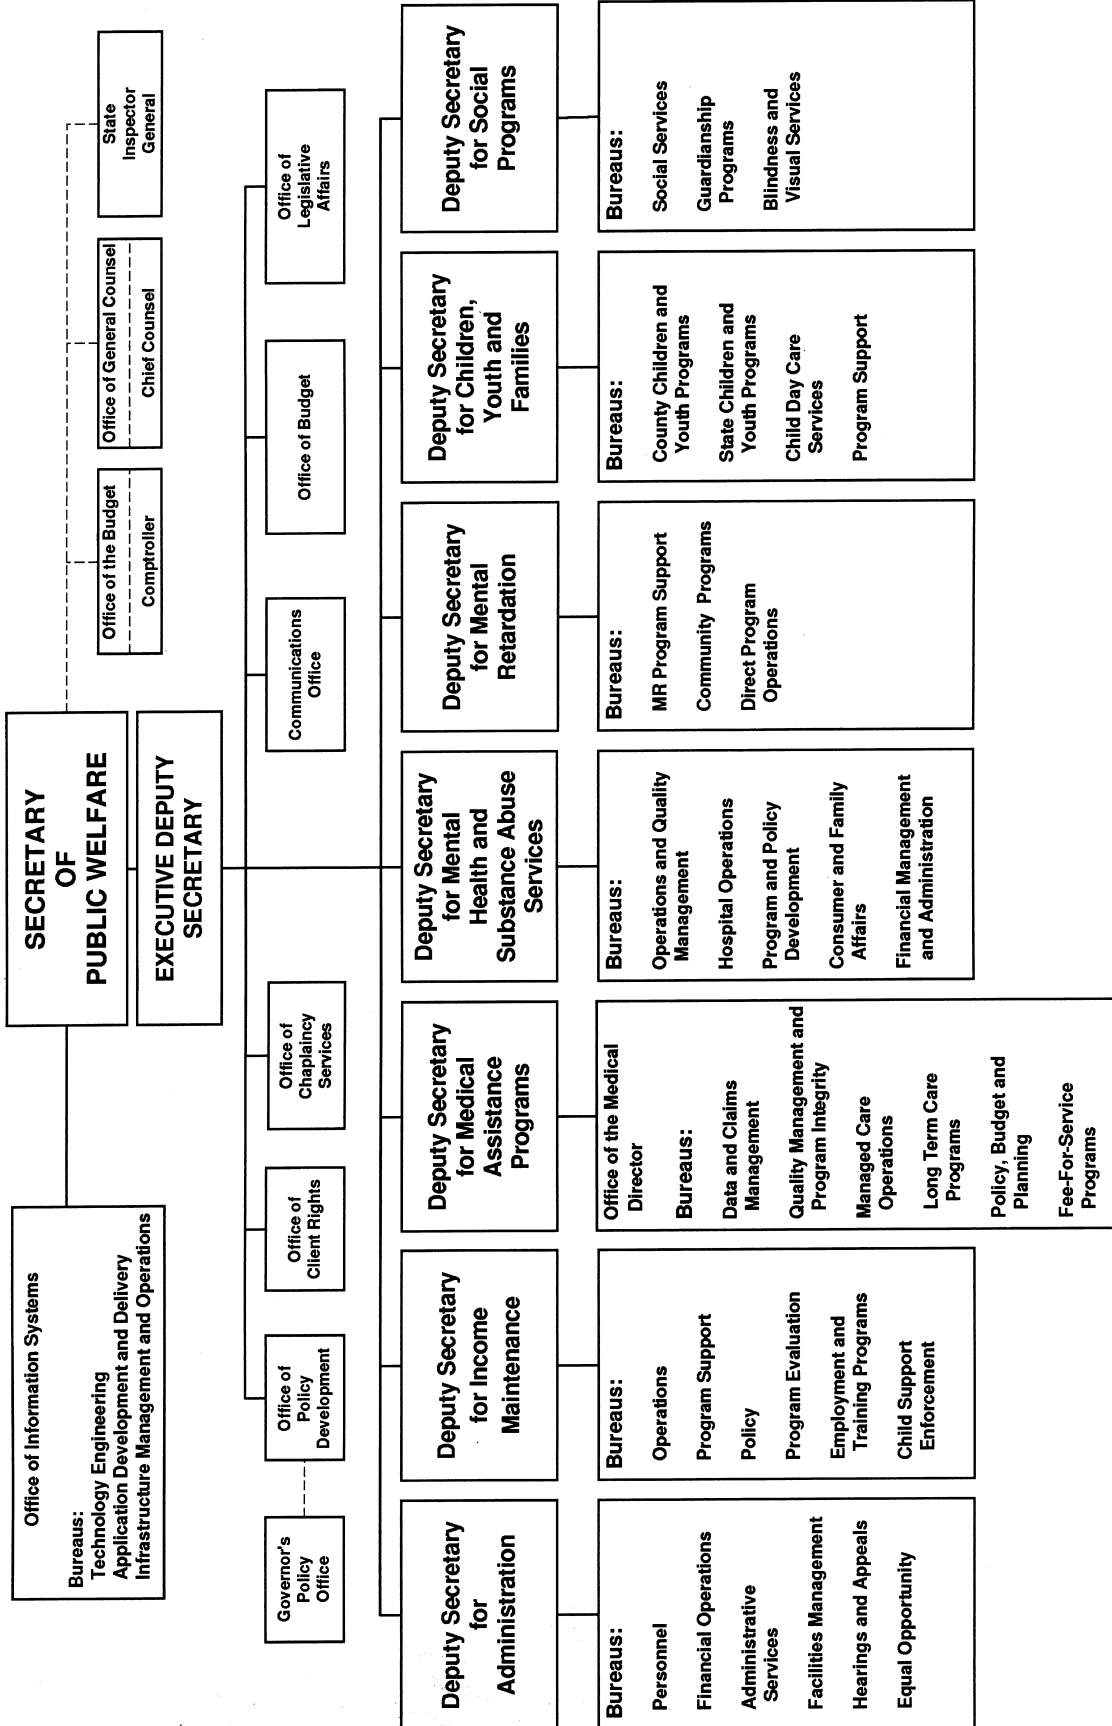 SECRETARY
OF
PUBLIC WELFARE
EXECUTIVE DEPUTY
SECRETARY
Office of Information Systems
Bureaus:
Technology Engineering
Application Development and Delivery
Infrastructure Management and Operations
Office of the Budget
Comptroller
Office of General Counsel
Chief Counsel
State
Inspector
General
Governor's
Policy
Office
Office of
Policy
Development
Office of
Client Rights
Office of
Chaplaincy
Services
Communications
Office
Office of Budget
Office of
Legislative
Affairs
Deputy Secretary
for
Administration
Bureaus:
Personnel
Financial Operations
Administrative
Services
Facilities Management
Hearings and Appeals
Equal Opportunity
Deputy Secretary
for Income
Maintenance
Bureaus:
Operations
Program Support
Policy
Program Evaluation
Employment and
Training Programs
Child Support
Enforcement
Deputy Secretary
for Medical
Assistance
Programs
Office of the Medical
Director
Bureaus:
Data and Claims
Management
Quality Management and
Program Integrity
Managed Care
Operations
Long Term Care
Programs
Policy, Budget and
Planning
Fee-For-Service
Programs
Deputy Secretary
for Mental
Health and
Substance Abuse
Services
Bureaus:
Operations and Quality
Management
Hospital Operations
Program and Policy
Development
Consumer and Family
Affairs
Financial Management
and Administration
Deputy Secretary
for Mental
Retardation
Bureaus:
MR Program Support
Community Programs
Direct Program
Operations
Deputy Secretary
for Children,
Youth and
Families
Bureaus:
County Children and
Youth Programs
State Children and
Youth Programs
Child Day Care
Services
Program Support
Deputy Secretary
for Social
Programs
Bureaus:
Social Services
Guardianship
Programs
Blindness and
Visual Services